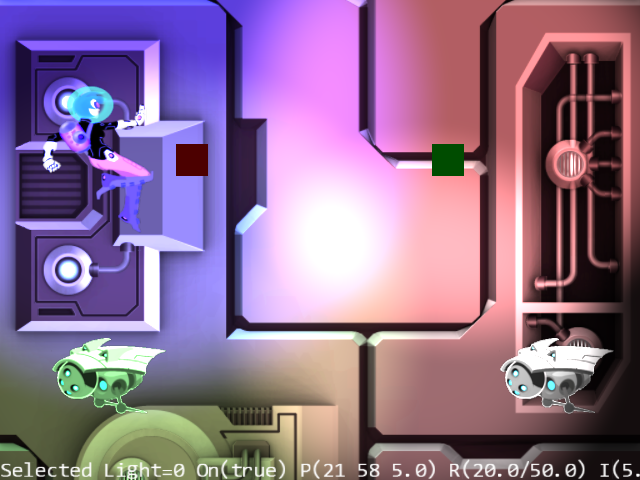 Selected Light=0 On(true) P(21 58 5.0) R(20.0/50.0) I(5.